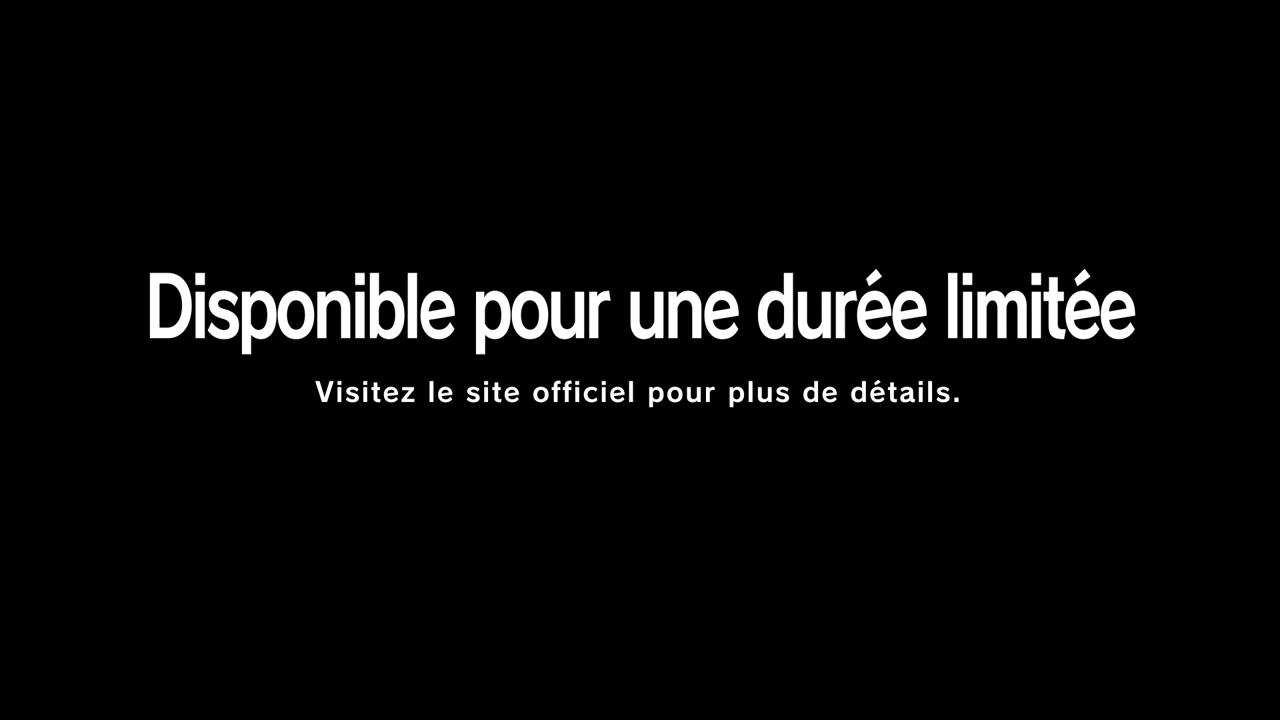 Disponible pour une durée limitée
Visitez le site officiel pour plus de détails.